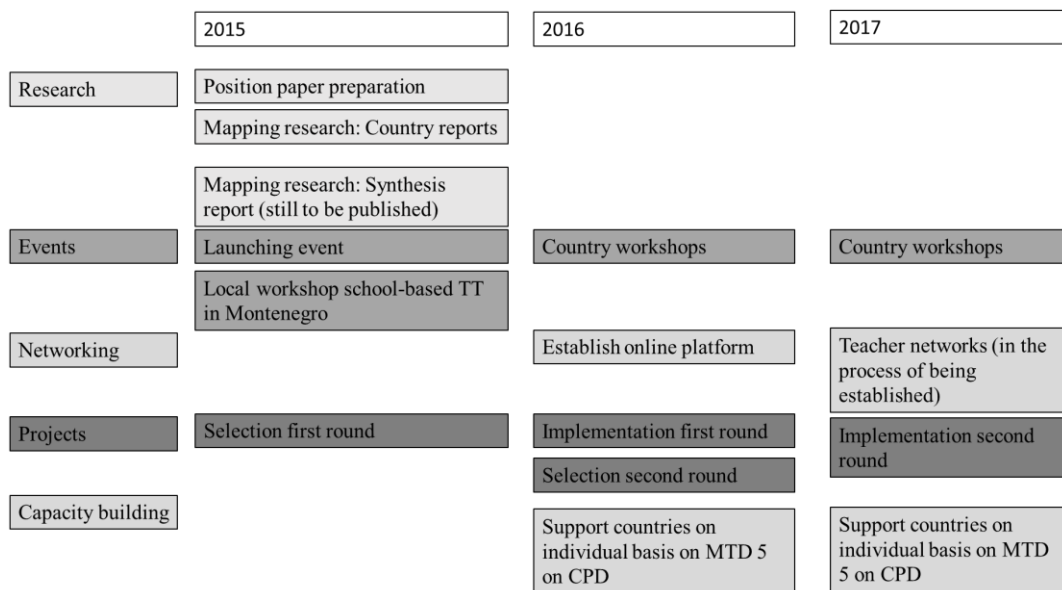 2015
2016
2017
Research
Position paper preparation
Mapping research: Country reports
Mapping research: Synthesis
report (still to be published)
Events
Launching event
Country workshops
Country workshops
Local workshop school-based TT
in Montenegro
Networking
Establish online platform
Teacher networks (in the
process of being
established)
Projects
Selection first round
Implementation first round
Implementation second
round
Selection second round
Capacity building
Support countries on
individual basis on MTD 5
on CPD
Support countries on
individual basis on MTD
5 on CPD